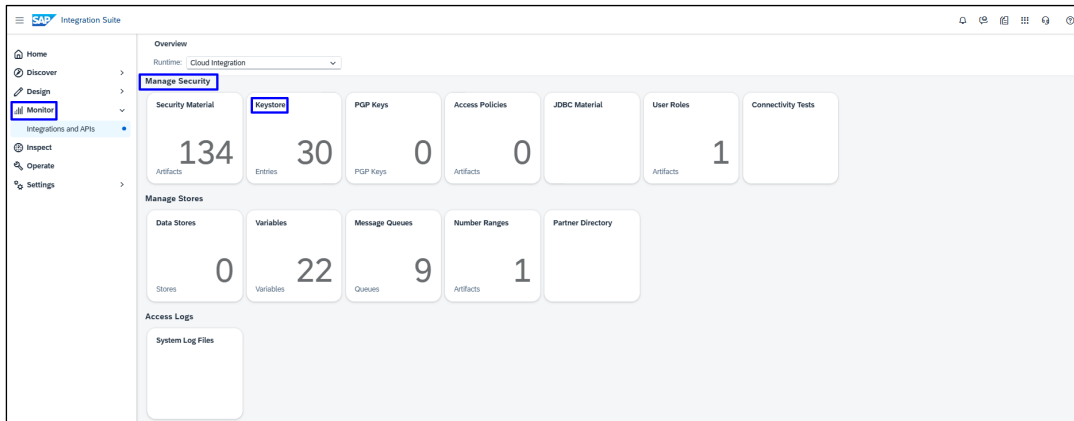 SAP Integration Suite
Home
Discover
Design
Monitor
Integrations and APIs
Inspect
Operate
Settings
Overview
Runtime: Cloud Integration
Manage Security
Security Material
134
Artifacts
Keystore
30
Entries
PGP Keys
0
PGP Keys
Access Policies
0
Artifacts
JDBC Material
User Roles
1
Artifacts
Connectivity Tests
Manage Stores
Data Stores
0
Stores
Variables
22
Variables
Message Queues
9
Queues
Number Ranges
1
Artifacts
Partner Directory
Access Logs
System Log Files